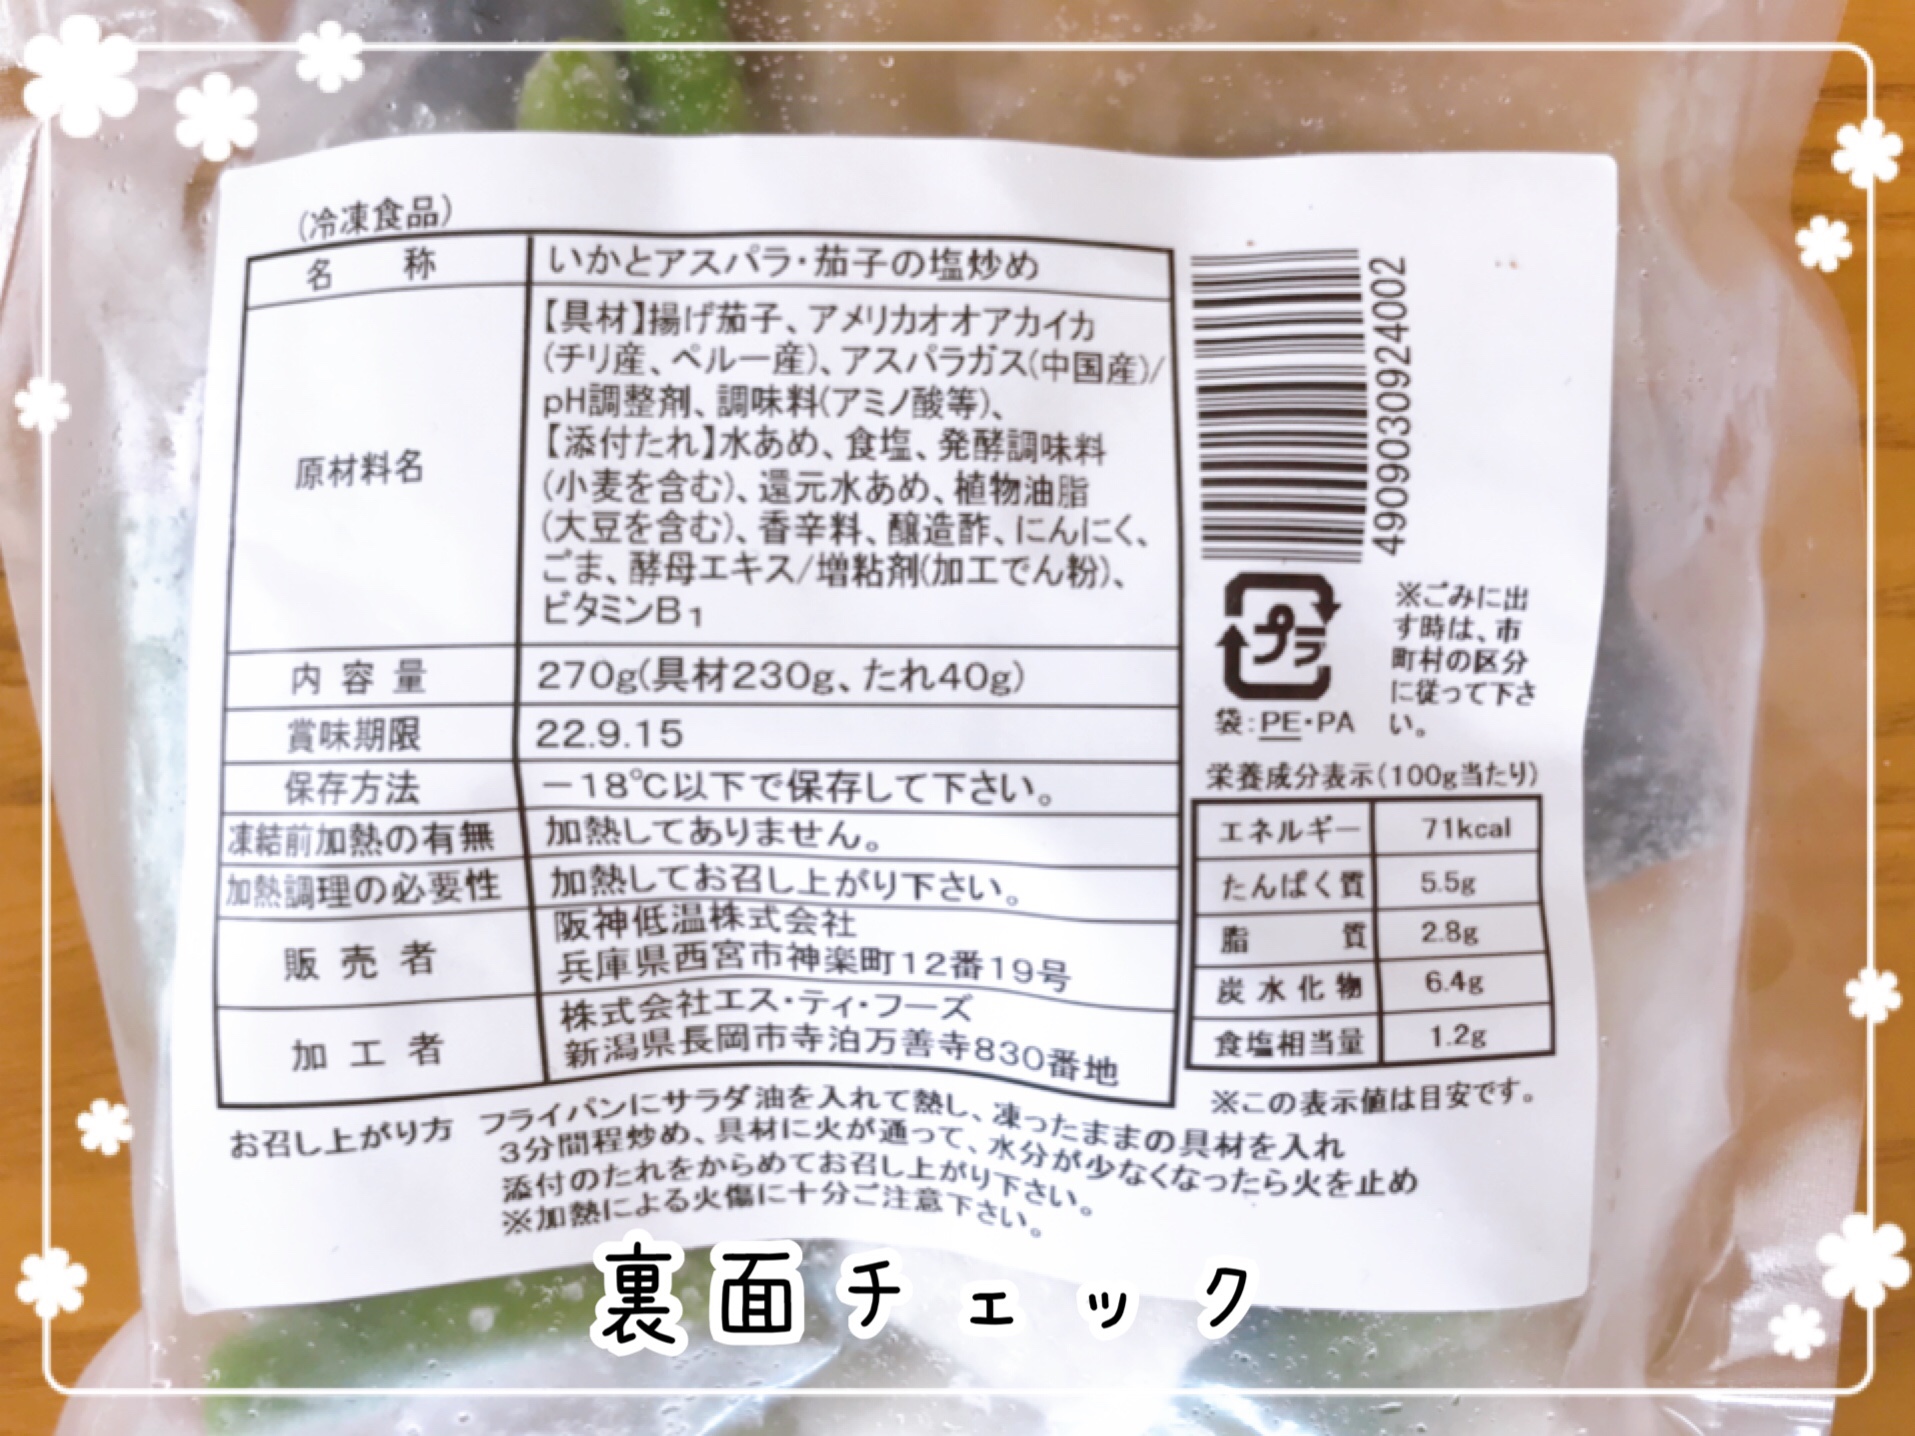 (冷凍食品)
名称 いかとアスパラ・茄子の塩炒め
原材料名
【具材】揚げ茄子、アメリカオオアカイカ
(チリ産、ペルー産)、アスパラガス(中国産)/
pH調整剤、調味料(アミノ酸等)、
【添付たれ】水あめ、食塩、発酵調味料
(小麦を含む)、還元水あめ、植物油脂
(大豆を含む)、香辛料、醸造酢、にんにく、
ごま、酵母エキス/増粘剤(加工でん粉)、
ビタミンB1
内容量 270g(具材230g、たれ40g)
賞味期限 22.9.15
保存方法 −18℃以下で保存して下さい。
凍結前加熱の有無 加熱してありません。
加熱調理の必要性 加熱してお召し上がり下さい。
販売者
阪神低温株式会社
兵庫県西宮市神楽町12番19号
加工者
株式会社エス・ティ・フーズ
新潟県長岡市寺泊万善寺830番地
お召し上がり方 フライパンにサラダ油を入れて熱し、凍ったままの具材を入れ
3分間程炒め、具材に火が通って、水分が少なくなったら火を止め
添付のたれをからめてお召し上がり下さい。
※加熱による火傷に十分ご注意下さい。
4909030924002
プラ
袋:PE・PA
※ごみに出
す時は、市
町村の区分
に従って下さ
い。
栄養成分表示(100g当たり)
エネルギー 71kcal
たんぱく質 5.5g
脂質 2.8g
炭水化物 6.4g
食塩相当量 1.2g
※この表示値は目安です。
裏面チェック